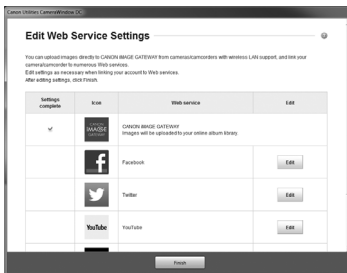 Canon Utilities CameraWindow DC
Edit Web Service Settings
You can upload images directly to CANON IMAGE GATEWAY from cameras/camcorders with wireless LAN support, and link your
camera/camcorder to numerous Web services.
Edit settings as necessary when linking your account to Web services.
After editing settings, click Finish.
Settings complete Icon Web service Edit
CANON IMAGE GATEWAY
CANON IMAGE GATEWAY
Images will be uploaded to your online album library.
Facebook Edit
Twitter Edit
YouTube YouTube Edit
Finish